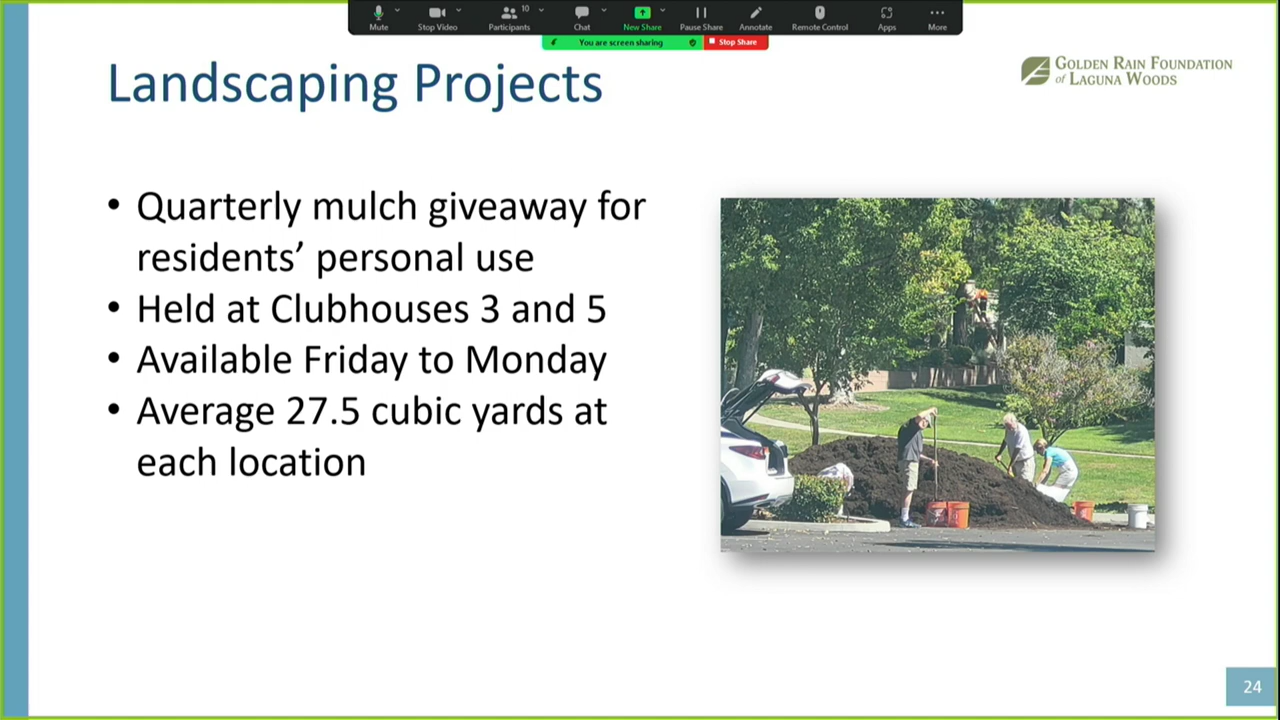 10
Mute
Stop Video
Participants
Chat
New Share
Pause Share
Annotate
Remote Control
Apps
More
You are screen sharing
Stop Share
Landscaping Projects
GOLDEN RAIN FOUNDATION
of LAGUNA WOODS
• Quarterly mulch giveaway for
residents’ personal use
• Held at Clubhouses 3 and 5
• Available Friday to Monday
• Average 27.5 cubic yards at
each location
24